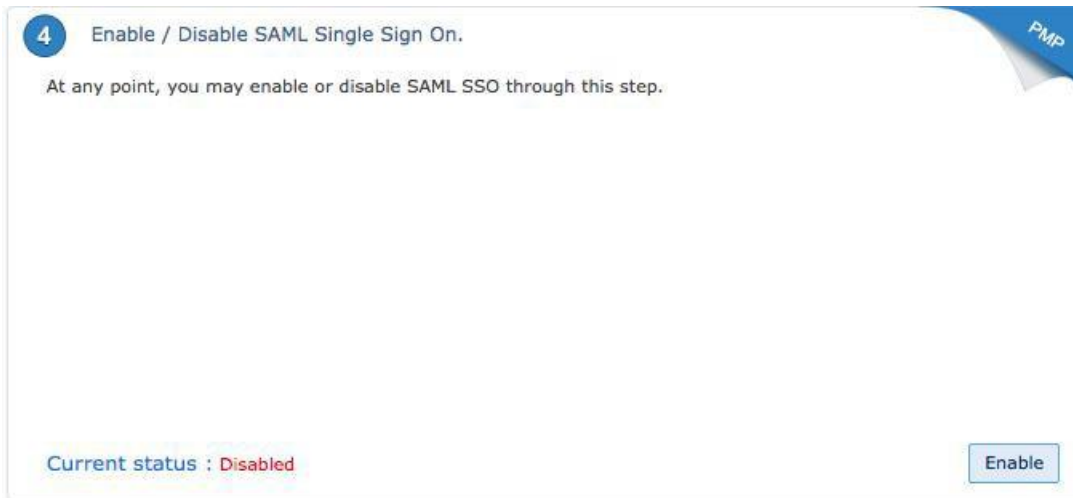 4 Enable / Disable SAML Single Sign On.
PMP
At any point, you may enable or disable SAML SSO through this step.
Current status : Disabled
Enable